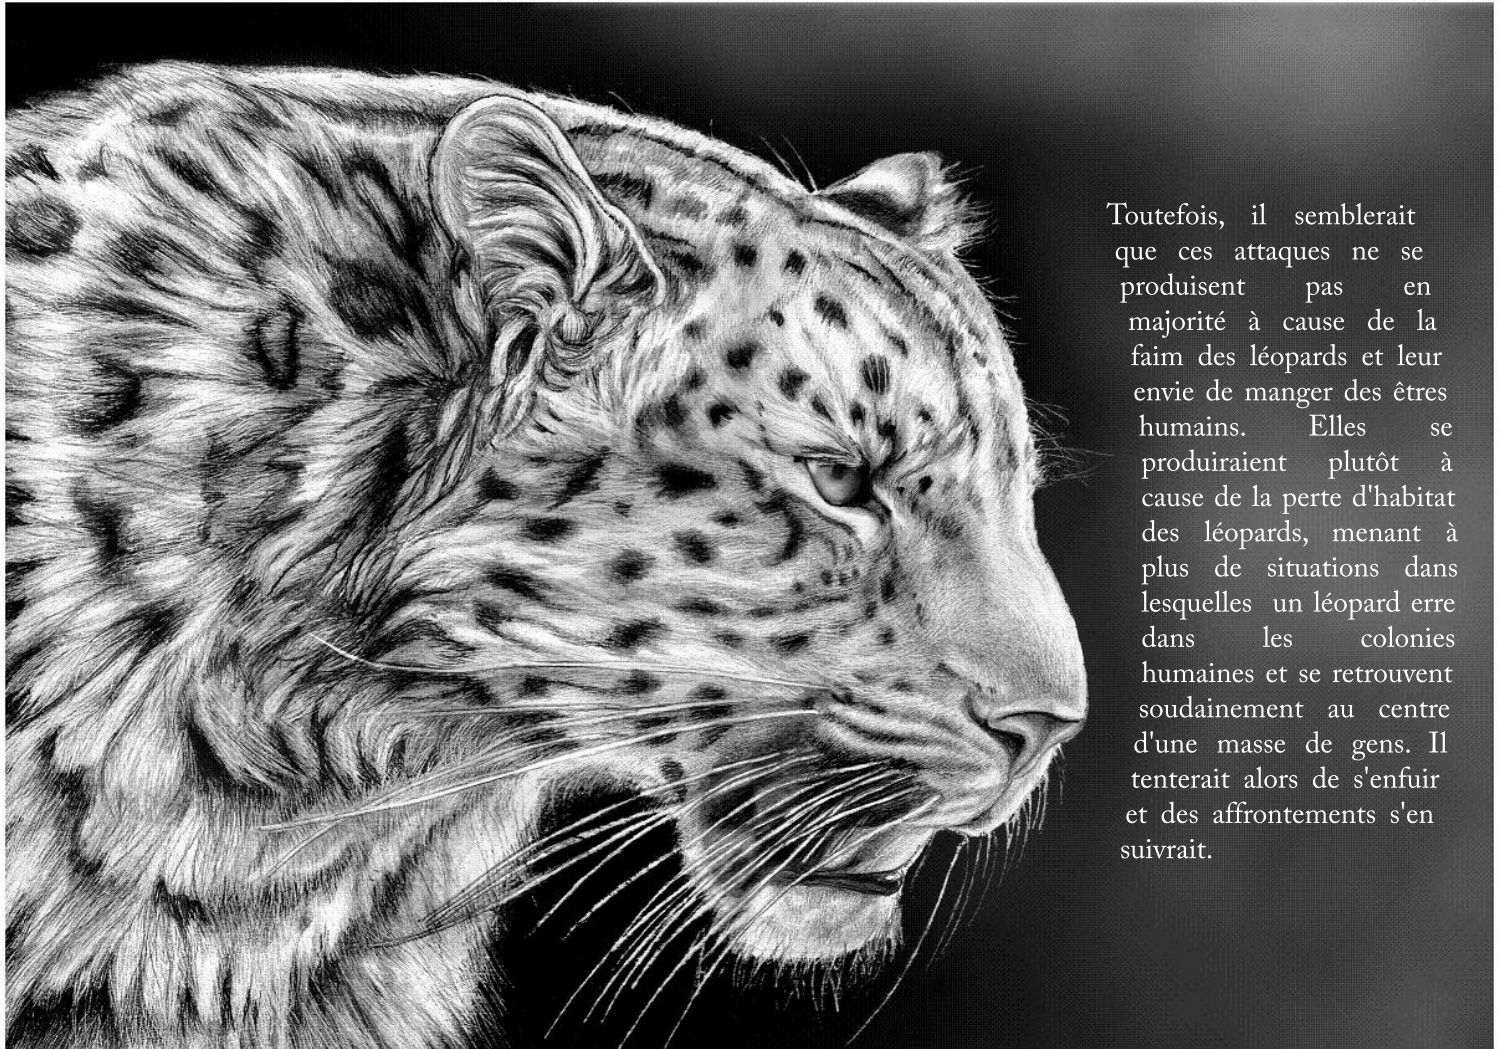 Toutefois, il semblerait
que ces attaques ne se
produisent pas en
majorité à cause de la
faim des léopards et leur
envie de manger des êtres
humains. Elles se
produiraient plutôt à
cause de la perte d'habitat
des léopards, menant à
plus de situations dans
lesquelles un léopard erre
dans les colonies
humaines et se retrouvent
soudainement au centre
d'une masse de gens. Il
tenterait alors de s'enfuir
et des affrontements s'en
suivrait.